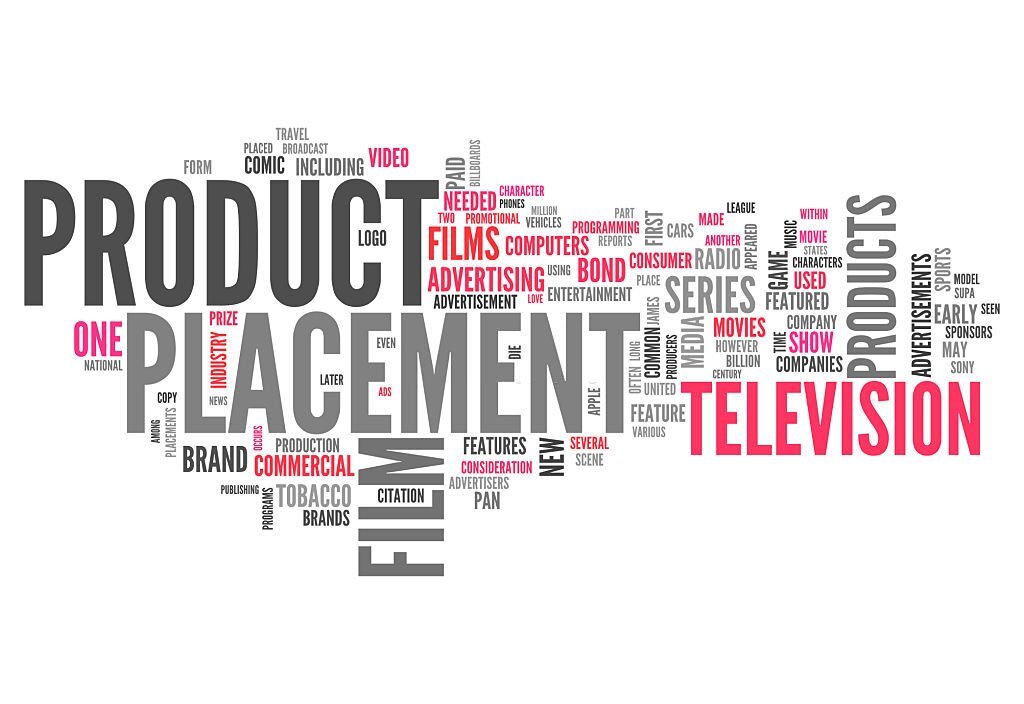 TRAVEL
PLACED
BROADCAST
FORM
COMIC
INCLUDING
VIDEO
PAID
BILLBOARDS
PRODUCT
LOGO
NEEDED
CHARACTER
PHONES
TWO
PROMOTIONAL
MILLION
VEHICLES
FILMS
COMPUTERS
PROGRAMMING
PART
REPORTS
FIRST
CARS
MADE
LEAGUE
ANOTHER
APPEARED
ADVERTISING
USING
BOND
CONSUMER
RADIO
GAME
MUSIC
WITHIN
MOVIE
STATES
CHARACTERS
USED
FEATURED
ADVERTISEMENT
LOVE
ENTERTAINMENT
PLACE
JAMES
SERIES
PRODUCTS
ADVERTISEMENTS
SPORTS
MODEL
SUPA
EARLY
SEEN
SPONSORS
MAY
SONY
ONE
NATIONAL
PRIZE
INDUSTRY
NEWS
PLACEMENT
EVEN
LATER
ADS
DIE
APPLE
OFTEN
LONG
COMMON
PRODUCERS
UNITED
MEDIA
MOVIES
HOWEVER
BILLION
CENTURY
TIME
COMPANY
SHOW
COMPANIES
FEATURE
VARIOUS
TELEVISION
COPY
AMONG
PLACEMENTS
BRAND
OCCURS
PRODUCTION
COMMERCIAL
PUBLISHING
PROGRAMS
TOBACCO
BRANDS
FILM
CITATION
FEATURES
CONSIDERATION
ADVERTISERS
PAN
NEW
SEVERAL
SCENE